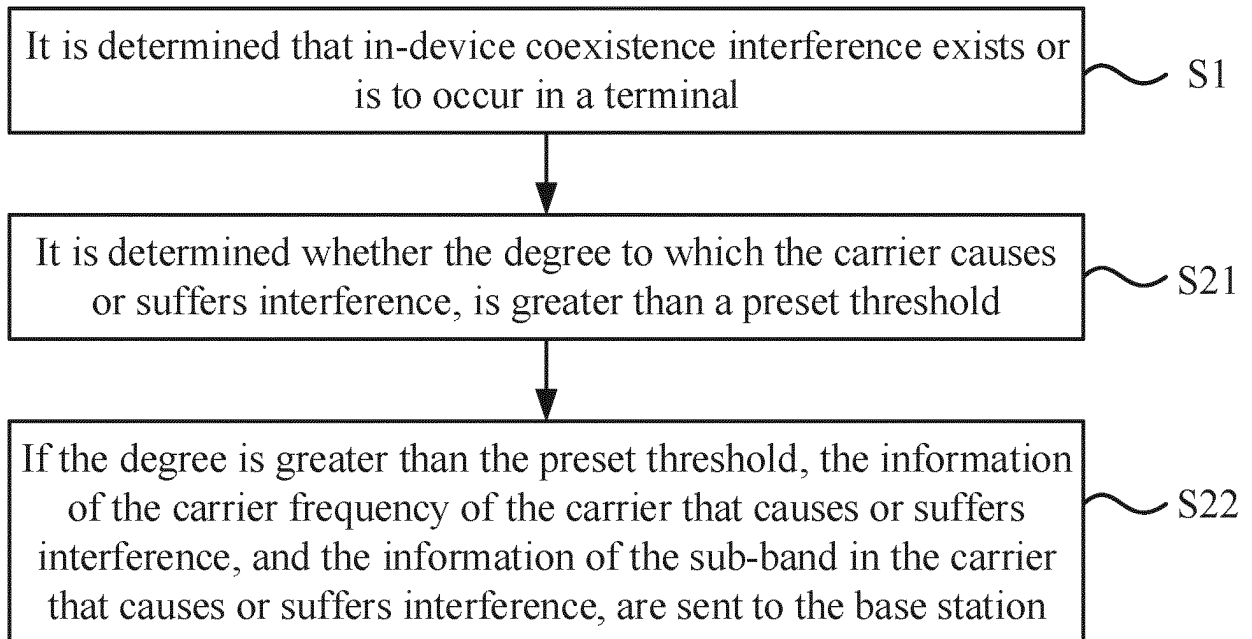 It is determined that in-device coexistence interference exists or
is to occur in a terminal
S1
It is determined whether the degree to which the carrier causes
or suffers interference, is greater than a preset threshold
S21
If the degree is greater than the preset threshold, the information
of the carrier frequency of the carrier that causes or suffers
interference, and the information of the sub-band in the carrier
that causes or suffers interference, are sent to the base station
S22